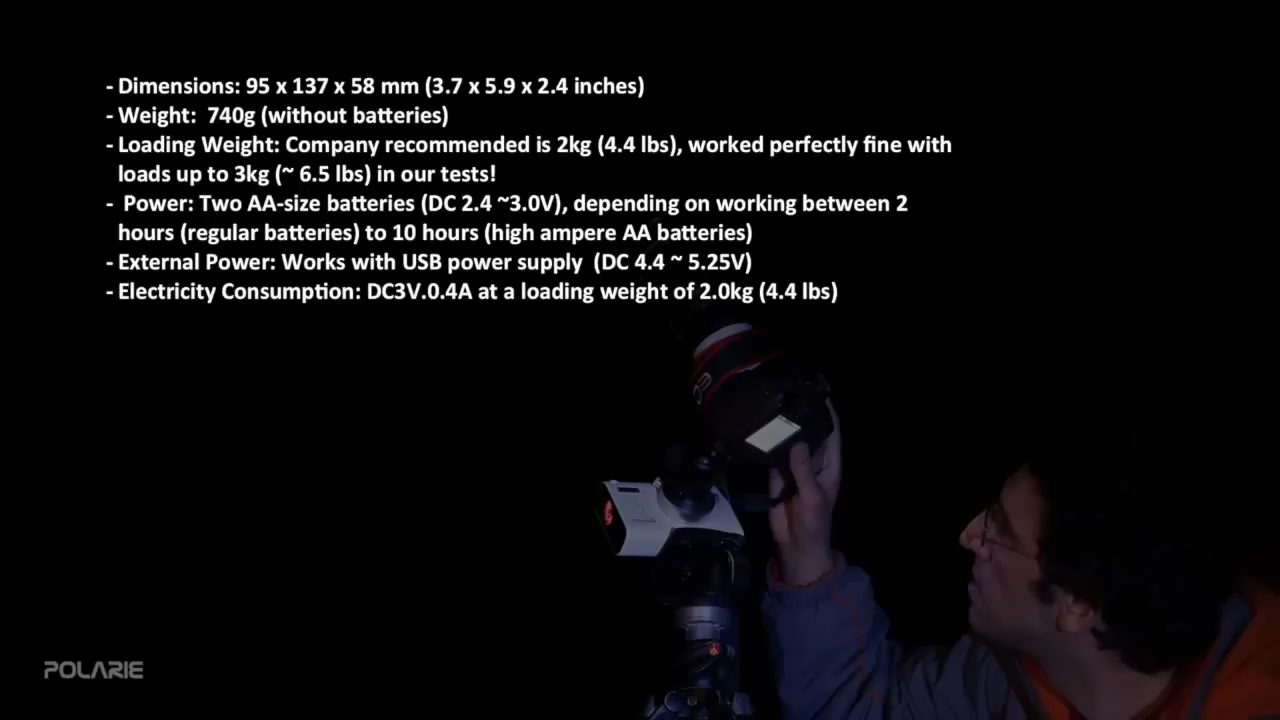 - Dimensions: 95 x 137 x 58 mm (3.7 x 5.9 x 2.4 inches)
- Weight:  740g (without batteries)
- Loading Weight: Company recommended is 2kg (4.4 lbs), worked perfectly fine with
loads up to 3kg (~ 6.5 lbs) in our tests!
-  Power: Two AA-size batteries (DC 2.4 ~3.0V), depending on working between 2
hours (regular batteries) to 10 hours (high ampere AA batteries)
- External Power: Works with USB power supply  (DC 4.4 ~ 5.25V)
- Electricity Consumption: DC3V.0.4A at a loading weight of 2.0kg (4.4 lbs)
POLARIE
POLARIE